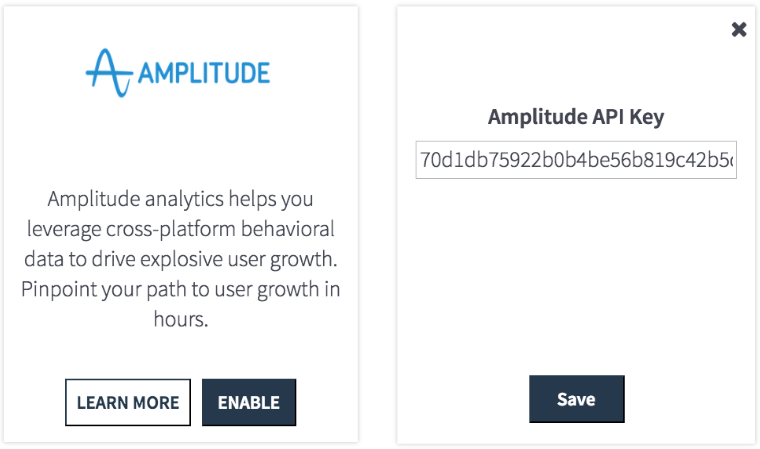 AMPLITUDE
Amplitude analytics helps you
leverage cross-platform behavioral
data to drive explosive user growth.
Pinpoint your path to user growth in
hours.
LEARN MORE
ENABLE
Amplitude API Key
70d1db75922b0b4be56b819c42b5
Save